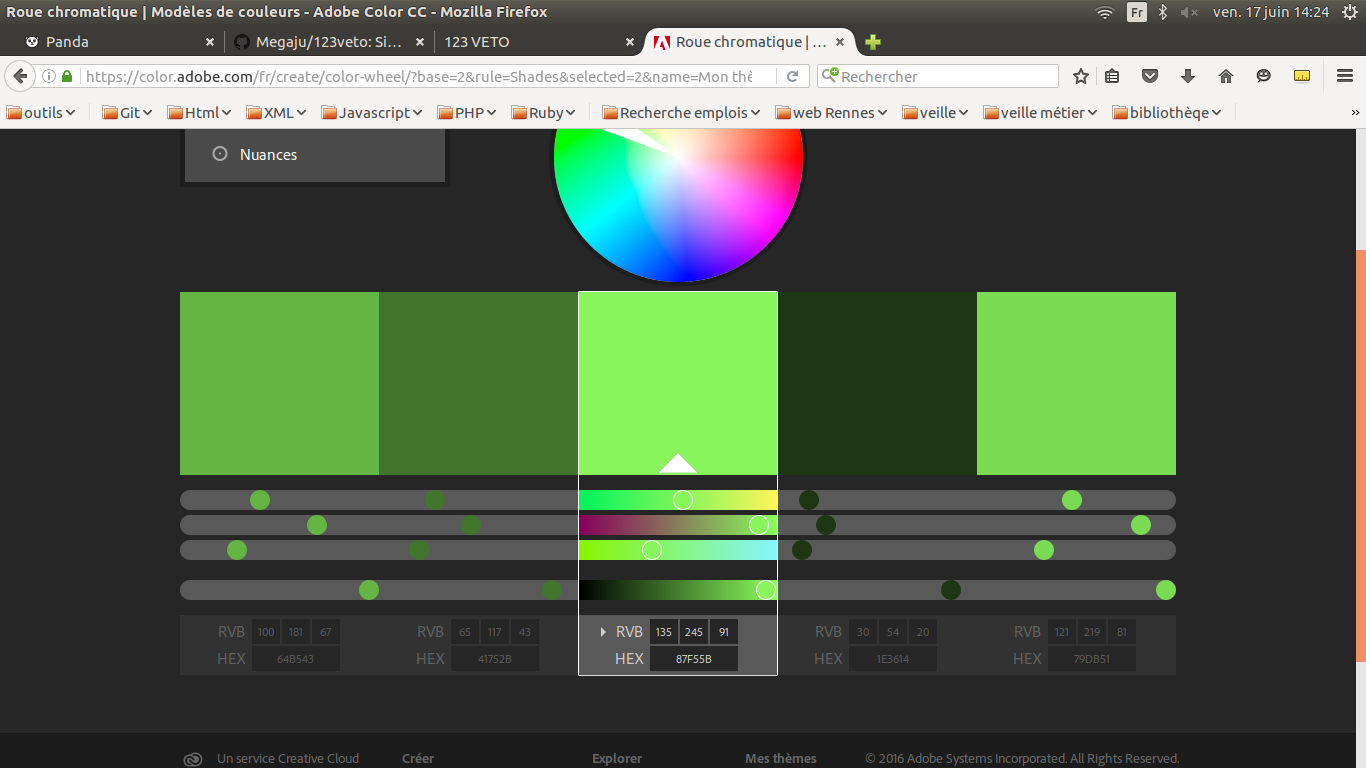 Roue chromatique | Modèles de couleurs - Adobe Color CC - Mozilla Firefox
Fr
ven. 17 juin 14:24
Panda
Megaju/123veto: Si…
123 VETO
Roue chromatique | …
https://color.adobe.com/fr/create/color-wheel/?base=2&rule=Shades&selected=2&name=Mon thè
Rechercher
outils
Git
Html
XML
Javascript
PHP
Ruby
Recherche emplois
web Rennes
veille
veille métier
bibliothèqe
»
Nuances
RVB 100 181 67
HEX 64B543
RVB 65 117 43
HEX 41752B
RVB 135 245 91
HEX 87F55B
RVB 30 54 20
HEX 1E3614
RVB 121 219 81
HEX 79DB51
Un service Creative Cloud
Créer
Explorer
Mes thèmes
© 2016 Adobe Systems Incorporated. All Rights Reserved.